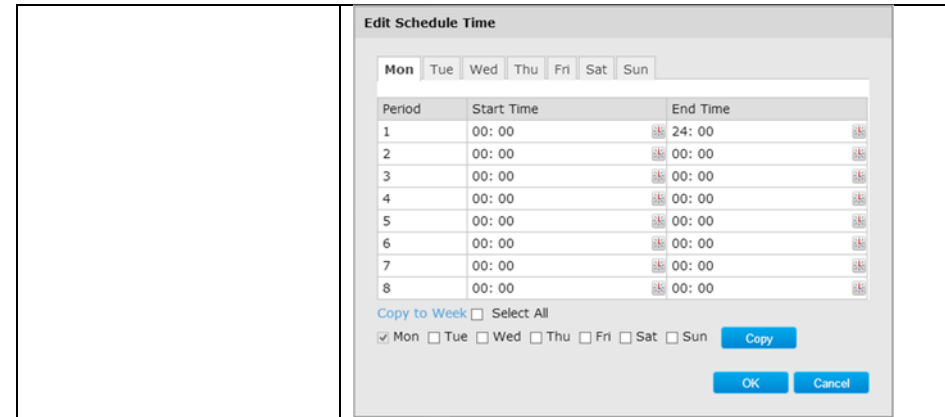 Edit Schedule Time
Mon Tue Wed Thu Fri Sat Sun
Period Start Time End Time
1 00: 00 24: 00
2 00: 00 00: 00
3 00: 00 00: 00
4 00: 00 00: 00
5 00: 00 00: 00
6 00: 00 00: 00
7 00: 00 00: 00
8 00: 00 00: 00
Copy to Week Select All
Mon Tue Wed Thu Fri Sat Sun Copy
OK Cancel